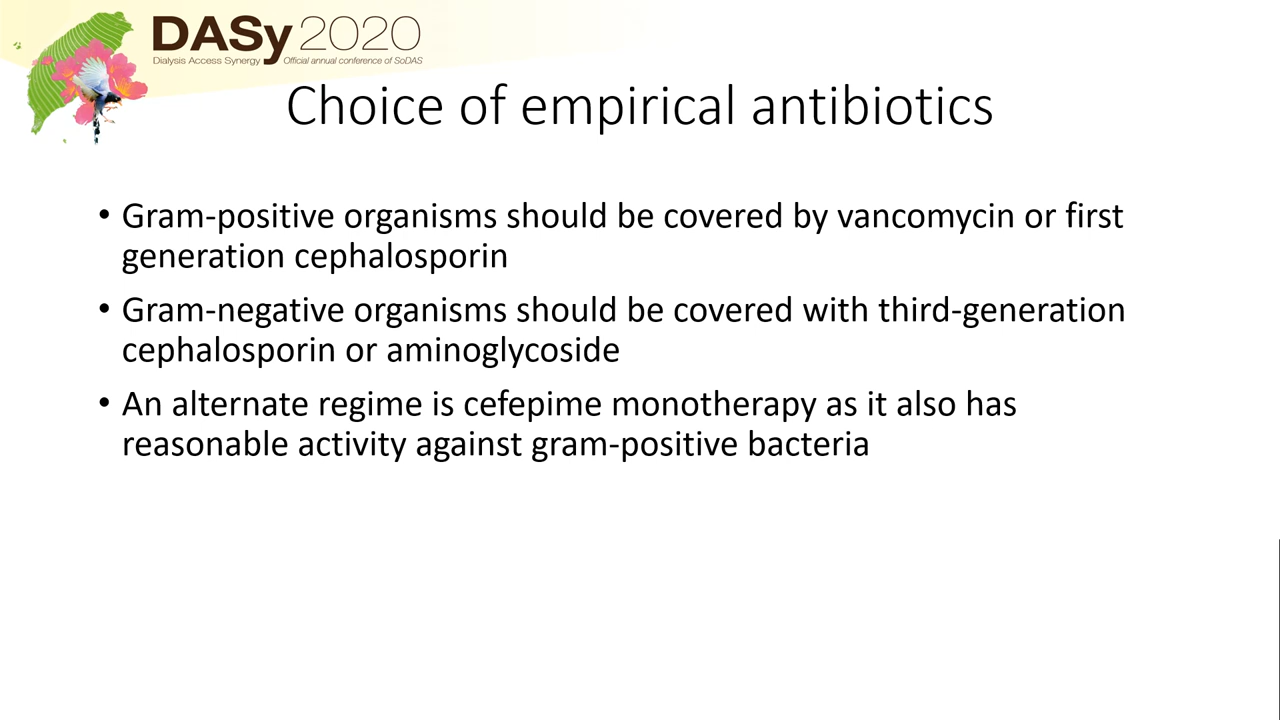 DASy 2020
Dialysis Access Synergy Official annual conference of SoDAS
Choice of empirical antibiotics
• Gram-positive organisms should be covered by vancomycin or first
generation cephalosporin
• Gram-negative organisms should be covered with third-generation
cephalosporin or aminoglycoside
• An alternate regime is cefepime monotherapy as it also has
reasonable activity against gram-positive bacteria